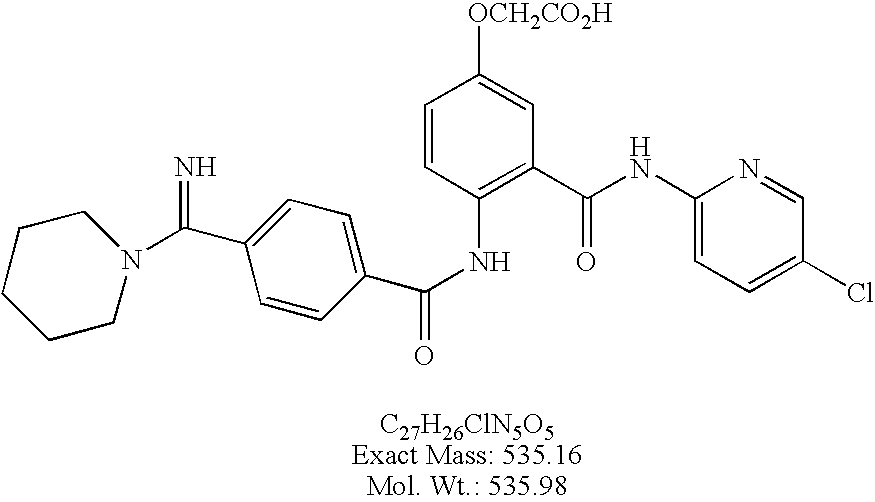 OCH₂CO₂H
NH
H
N
N
N
NH
O
Cl
O
C₂₇H₂₆ClN₅O₅
Exact Mass: 535.16
Mol. Wt.: 535.98